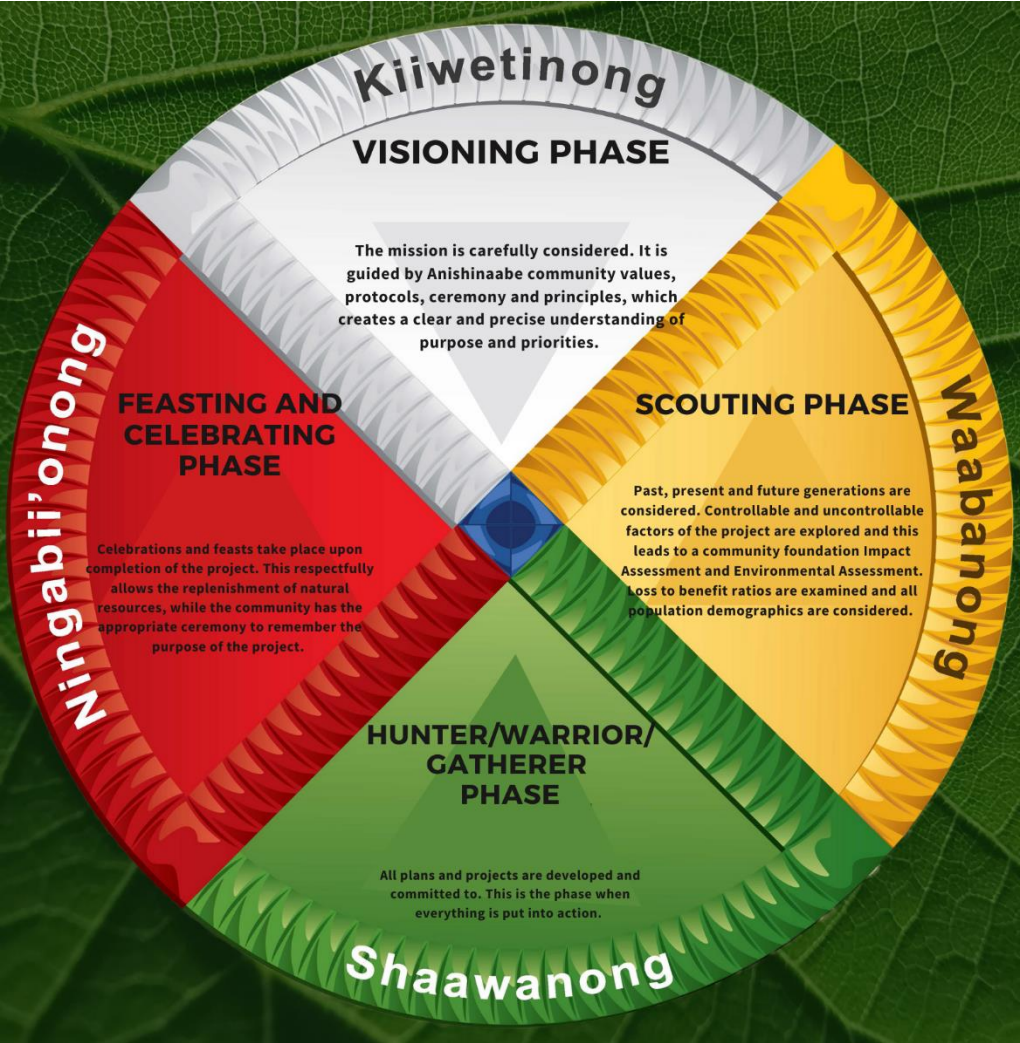 Kiiwetinong
VISIONING PHASE
The mission is carefully considered. It is
guided by Anishinaabe community values,
protocols, ceremony and principles, which
creates a clear and precise understanding of
purpose and priorities.
Waabanong
SCOUTING PHASE
Past, present and future generations are
considered. Controllable and uncontrollable
factors of the project are explored and this
leads to a community foundation Impact
Assessment and Environmental Assessment.
Loss to benefit ratios are examined and all
population demographics are considered.
HUNTER/WARRIOR/
GATHERER
PHASE
All plans and projects are developed and
committed to. This is the phase when
everything is put into action.
Shaawanong
Ningabii'onong
FEASTING AND
CELEBRATING
PHASE
Celebrations and feasts take place upon
completion of the project. This respectfully
allows the replenishment of natural
resources, while the community has the
appropriate ceremony to remember the
purpose of the project.